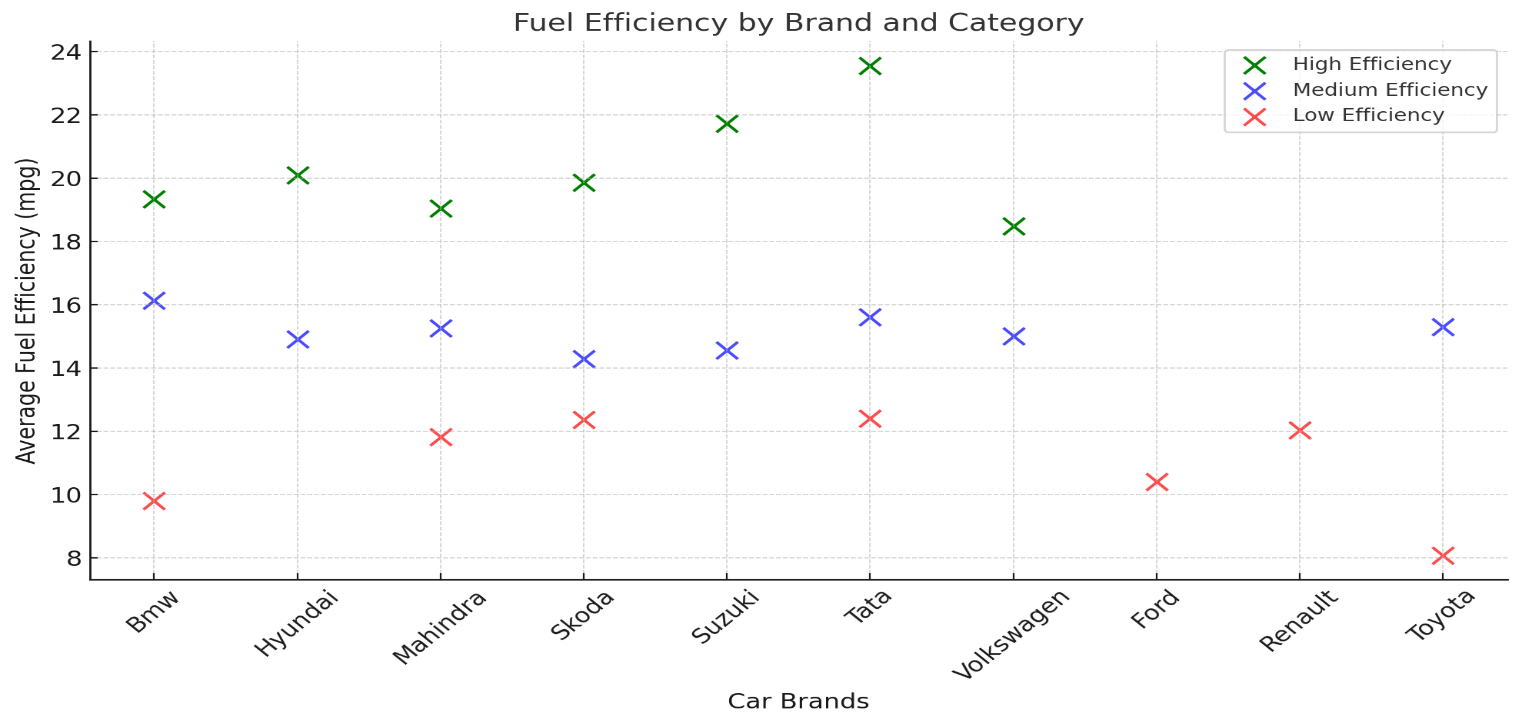 Fuel Efficiency by Brand and Category
High Efficiency
Medium Efficiency
Low Efficiency
Average Fuel Efficiency (mpg)
24
22
20
18
16
14
12
10
8
Bmw
Hyundai
Mahindra
Skoda
Suzuki
Tata
Volkswagen
Ford
Renault
Toyota
Car Brands